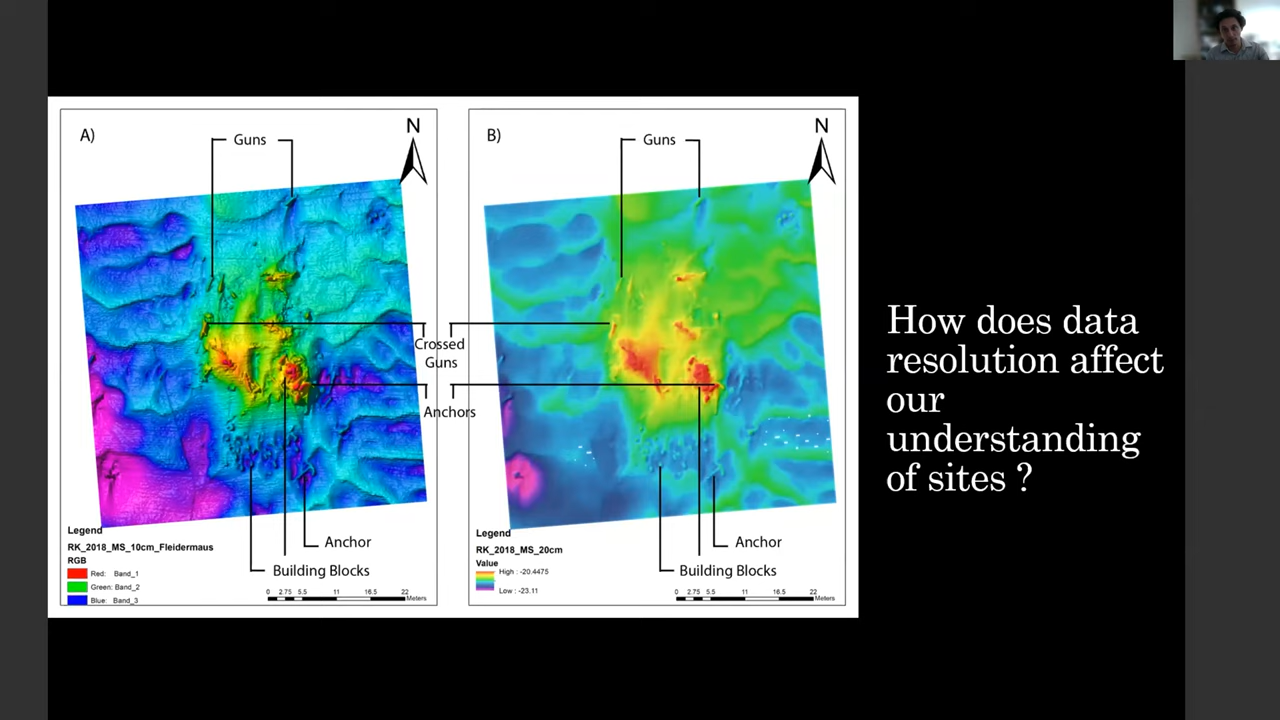 A)
N
Guns
Crossed
Guns
Anchors
Anchor
Building Blocks
Legend
RK_2018_MS_10cm_Fleidermaus
RGB
Red: Band_1
Green: Band_2
Blue: Band_3
0 2.75 5.5 11 16.5 22
Meters
B)
N
Guns
Anchor
Building Blocks
Legend
RK_2018_MS_20cm
Value
High : -20.4475
Low : -23.11
0 2.75 5.5 11 16.5 22
Meters
How does data
resolution affect
our
understanding
of sites ?